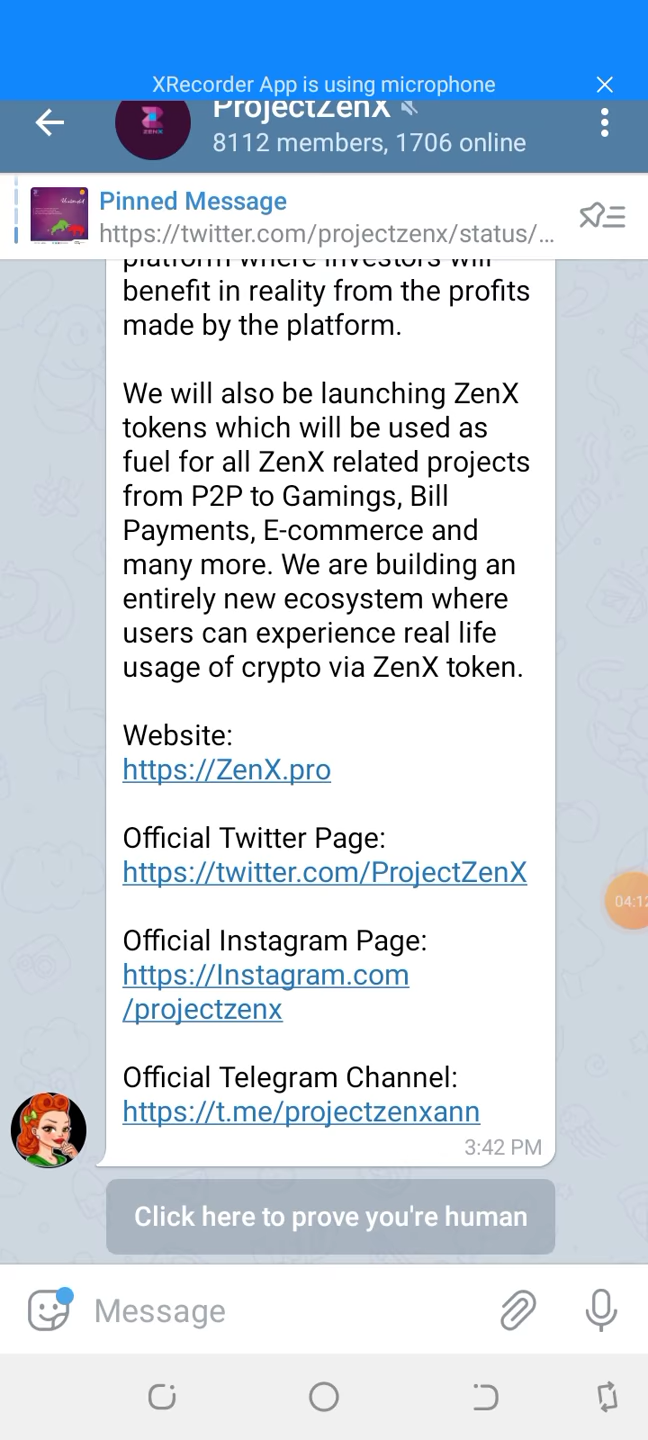 XRecorder App is using microphone
ProjectZenX
8112 members, 1706 online
Pinned Message
https://twitter.com/projectzenx/status/...
platform where investors will
benefit in reality from the profits
made by the platform.
We will also be launching ZenX
tokens which will be used as
fuel for all ZenX related projects
from P2P to Gamings, Bill
Payments, E-commerce and
many more. We are building an
entirely new ecosystem where
users can experience real life
usage of crypto via ZenX token.
Website:
https://ZenX.pro
Official Twitter Page:
https://twitter.com/ProjectZenX
Official Instagram Page:
https://Instagram.com
/projectzenx
Official Telegram Channel:
https://t.me/projectzenxann
3:42 PM
Click here to prove you're human
Message